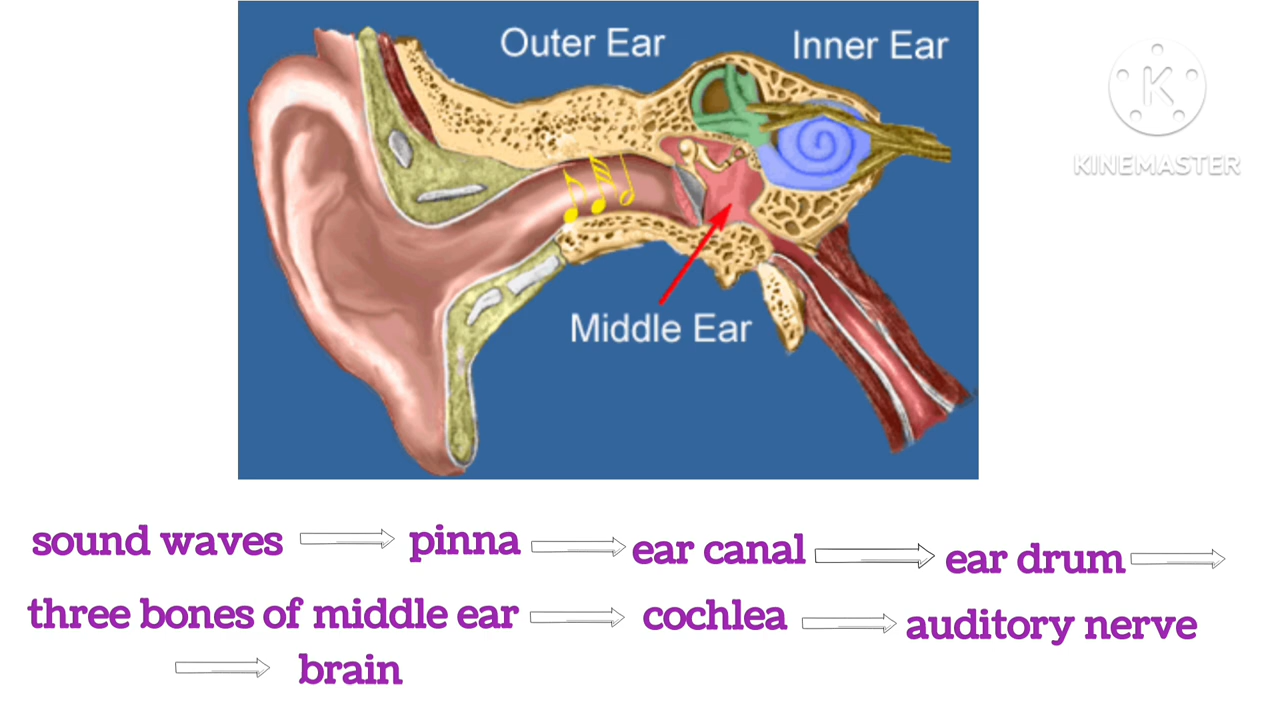 Outer Ear
Inner Ear
K
KINEMASTER
Middle Ear
sound waves pinna ear canal ear drum
three bones of middle ear cochlea auditory nerve
brain